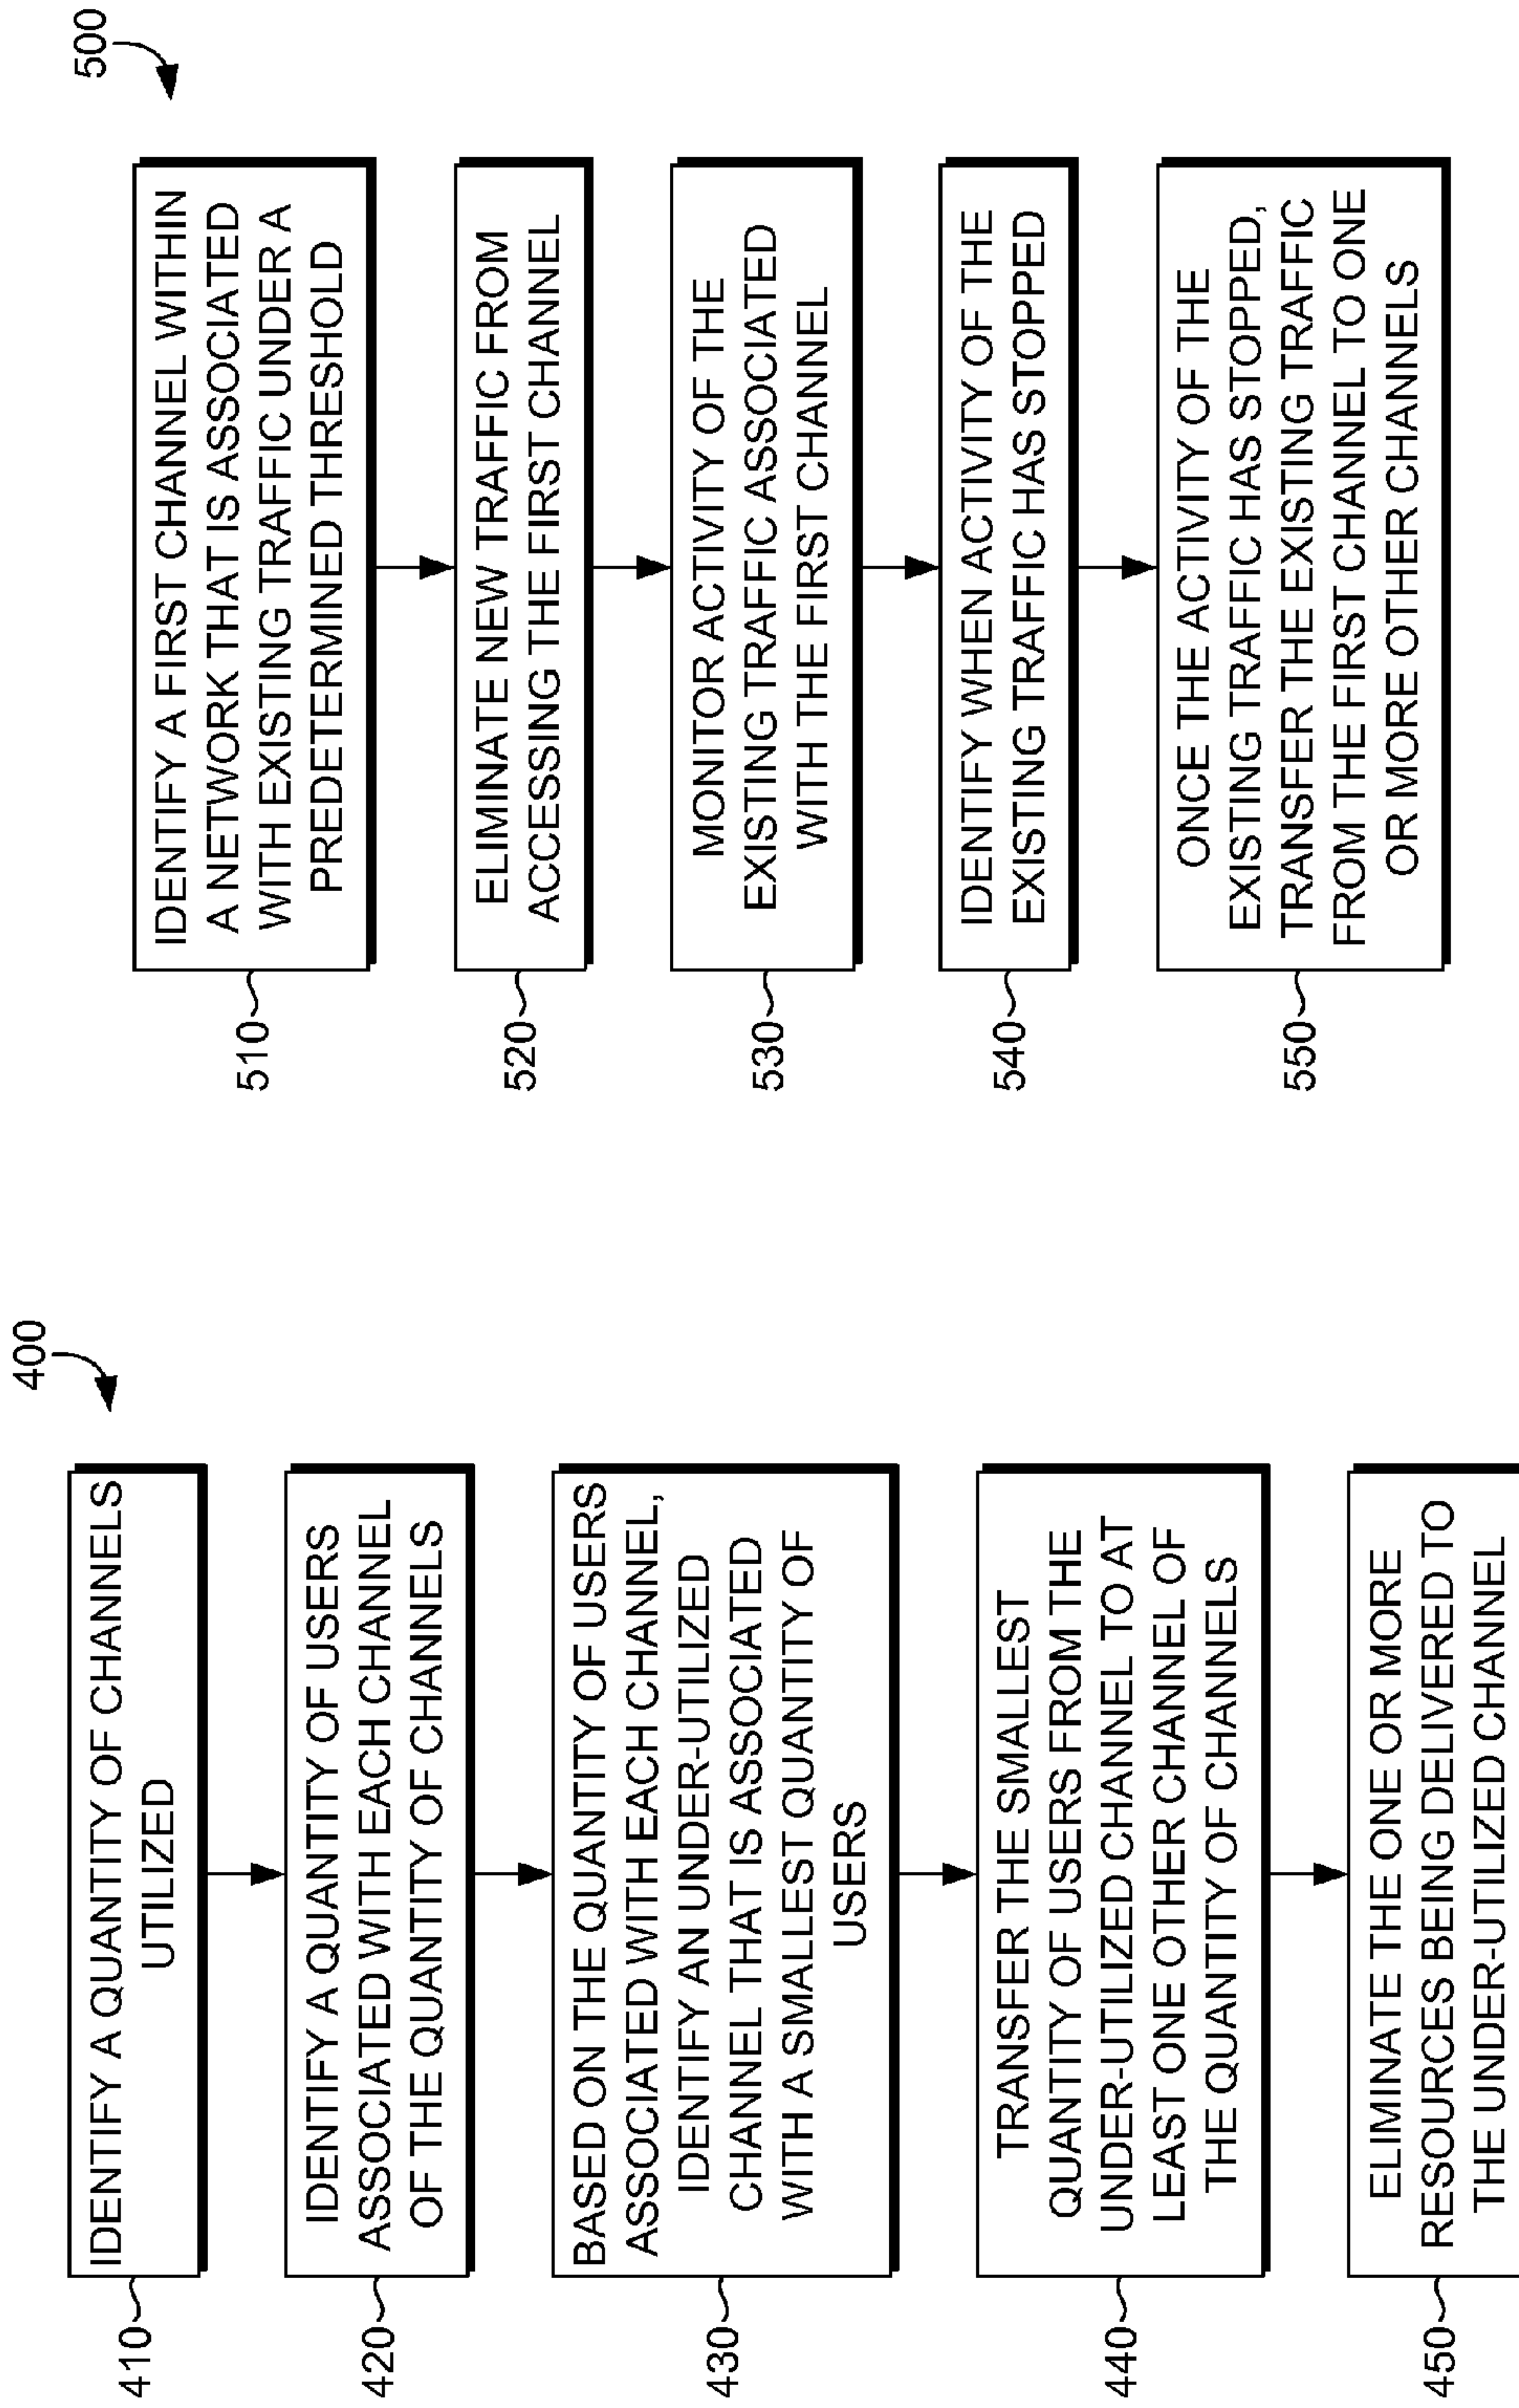 400
410
IDENTIFY A QUANTITY OF CHANNELS
UTILIZED
420
IDENTIFY A QUANTITY OF USERS
ASSOCIATED WITH EACH CHANNEL
OF THE QUANTITY OF CHANNELS
430
BASED ON THE QUANTITY OF USERS
ASSOCIATED WITH EACH CHANNEL,
IDENTIFY AN UNDER-UTILIZED
CHANNEL THAT IS ASSOCIATED
WITH A SMALLEST QUANTITY OF
USERS
440
TRANSFER THE SMALLEST
QUANTITY OF USERS FROM THE
UNDER-UTILIZED CHANNEL TO AT
LEAST ONE OTHER CHANNEL OF
THE QUANTITY OF CHANNELS
450
ELIMINATE THE ONE OR MORE
RESOURCES BEING DELIVERED TO
THE UNDER-UTILIZED CHANNEL
500
510
IDENTIFY A FIRST CHANNEL WITHIN
A NETWORK THAT IS ASSOCIATED
WITH EXISTING TRAFFIC UNDER A
PREDETERMINED THRESHOLD
520
ELIMINATE NEW TRAFFIC FROM
ACCESSING THE FIRST CHANNEL
530
MONITOR ACTIVITY OF THE
EXISTING TRAFFIC ASSOCIATED
WITH THE FIRST CHANNEL
540
IDENTIFY WHEN ACTIVITY OF THE
EXISTING TRAFFIC HAS STOPPED
550
ONCE THE ACTIVITY OF THE
EXISTING TRAFFIC HAS STOPPED,
TRANSFER THE EXISTING TRAFFIC
FROM THE FIRST CHANNEL TO ONE
OR MORE OTHER CHANNELS